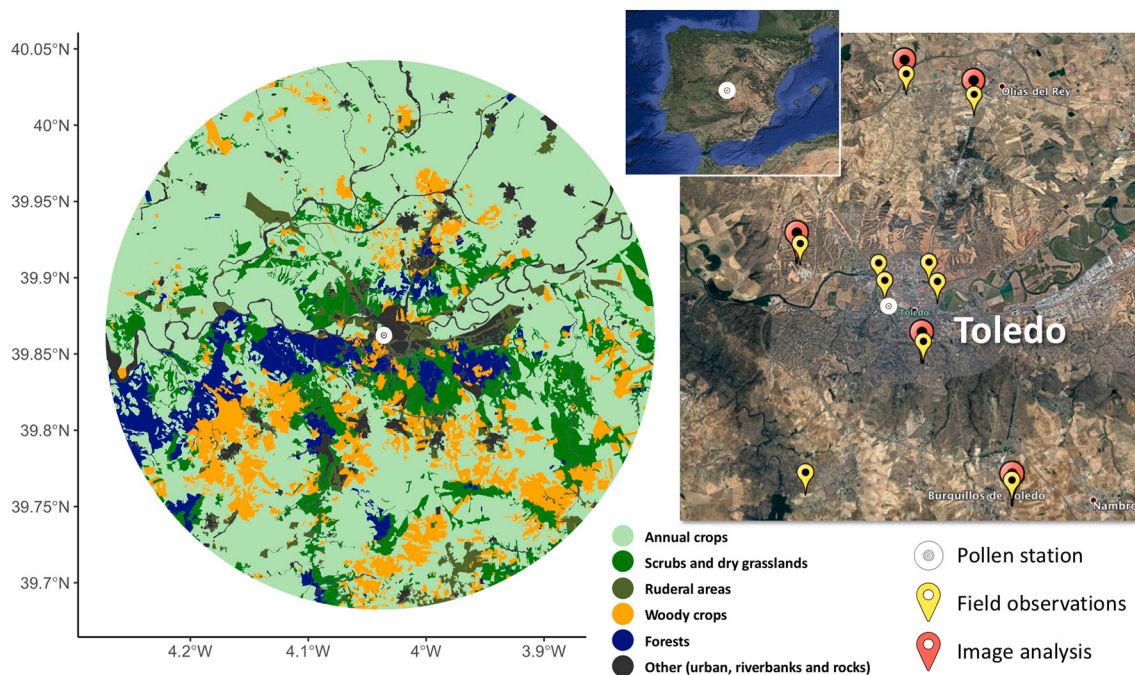 40.05°N
40°N
39.95°N
39.9°N
39.85°N
39.8°N
39.75°N
39.7°N
4.2°W
4.1°W
4°W
3.9°W
Olías del Rey
Toledo
Toledo
Burguillos de Toledo
Nambro
Annual crops
Scrubs and dry grasslands
Ruderal areas
Woody crops
Forests
Other (urban, riverbanks and rocks)
Pollen station
Field observations
Image analysis